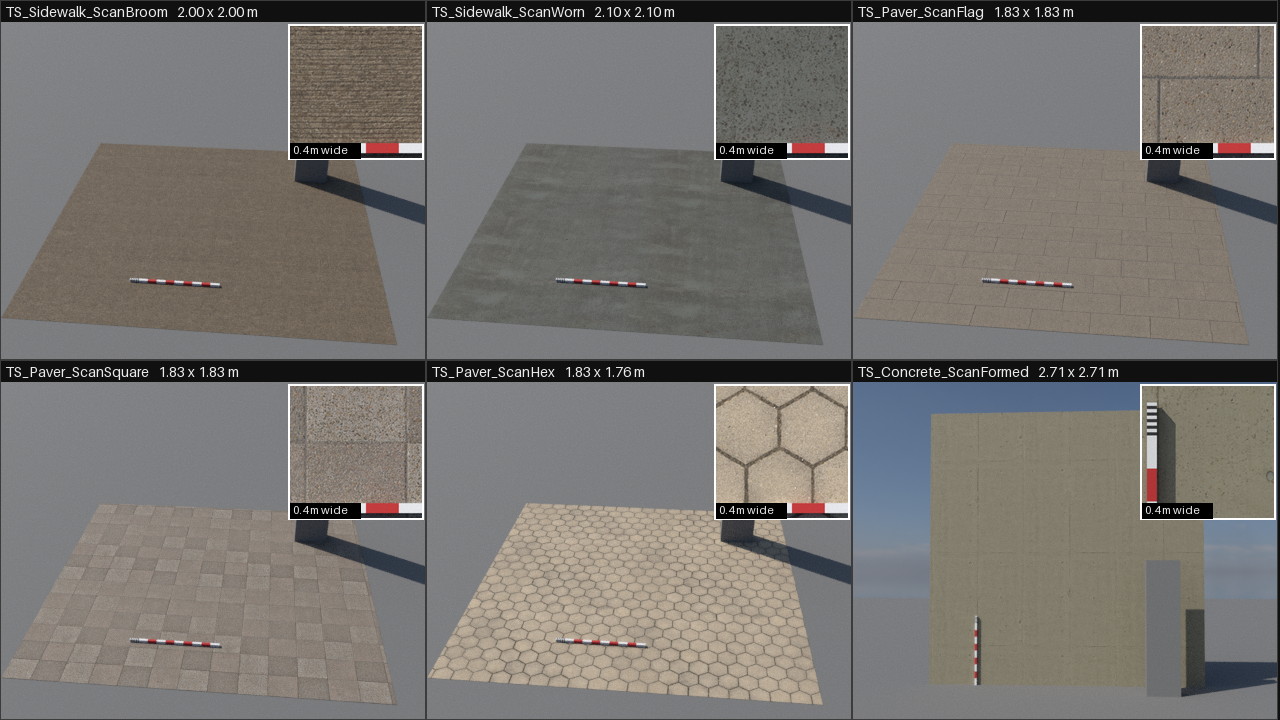 TS_Sidewalk_ScanBroom 2.00 x 2.00 m
0.4m wide
TS_Sidewalk_ScanWorn 2.10 x 2.10 m
0.4m wide
TS_Paver_ScanFlag 1.83 x 1.83 m
0.4m wide
TS_Paver_ScanSquare 1.83 x 1.83 m
0.4m wide
TS_Paver_ScanHex 1.83 x 1.76 m
0.4m wide
TS_Concrete_ScanFormed 2.71 x 2.71 m
0.4m wide